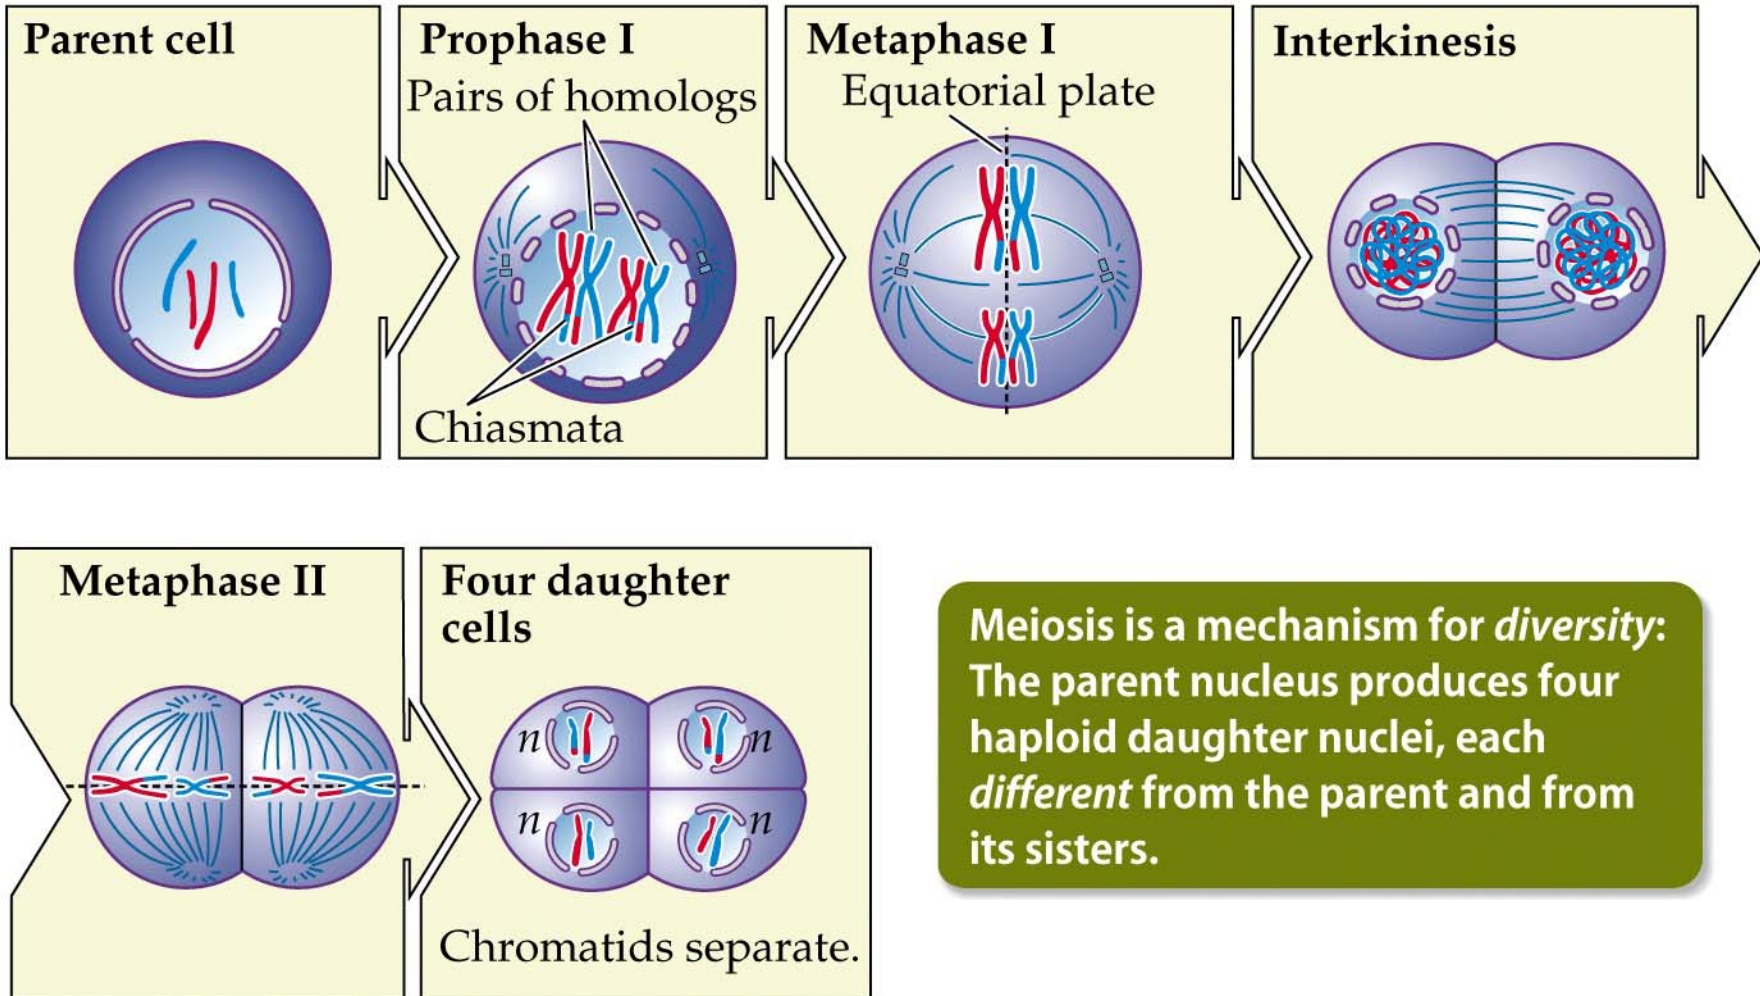 Parent cell
Prophase I
Pairs of homologs
Chiasmata
Metaphase I
Equatorial plate
Interkinesis
Metaphase II
Four daughter
cells
n
n
n
n
Chromatids separate.
Meiosis is a mechanism for diversity:
The parent nucleus produces four
haploid daughter nuclei, each
different from the parent and from
its sisters.